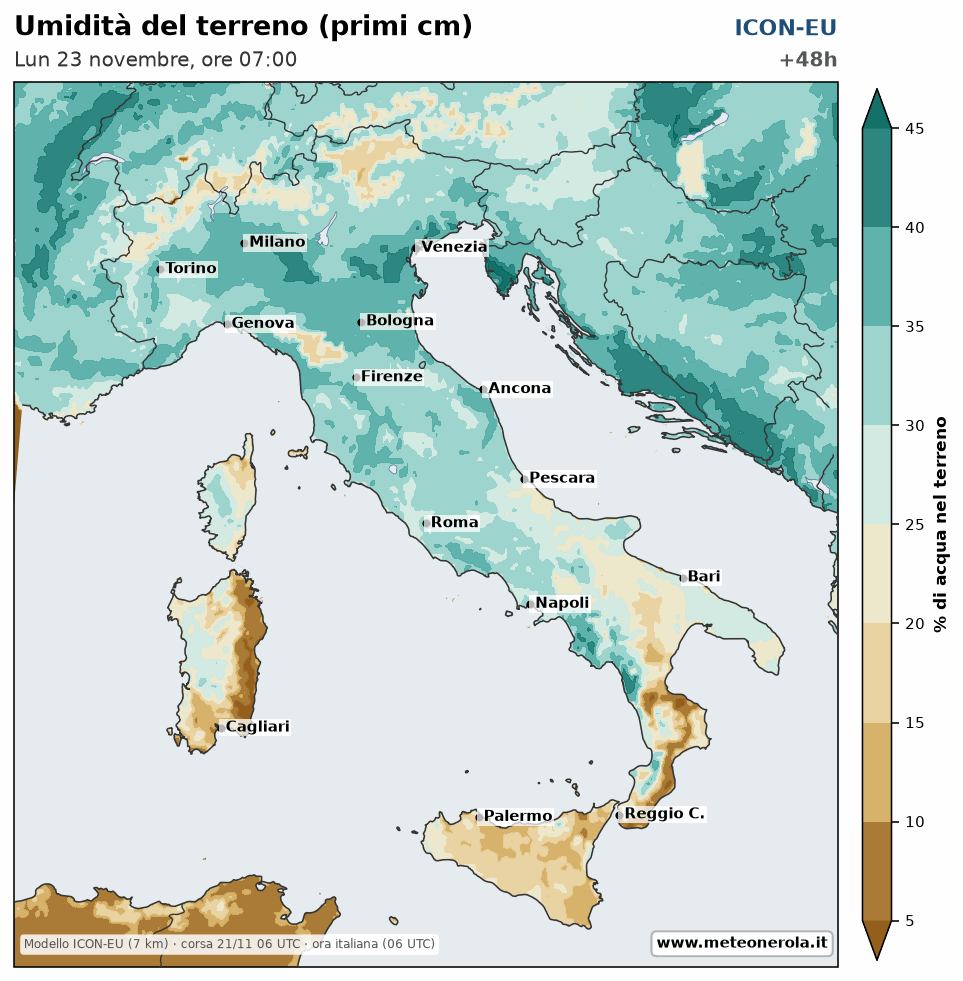 Umidità del terreno (primi cm)
ICON-EU
Lun 23 novembre, ore 07:00
+48h
45
40
35
30
25
20
15
10
5
% di acqua nel terreno
Milano
Venezia
Torino
Genova
Bologna
Firenze
Ancona
Pescara
Roma
Bari
Napoli
Cagliari
Palermo
Reggio C.
Modello ICON-EU (7 km) · corsa 21/11 06 UTC · ora italiana (06 UTC)
www.meteonerola.it